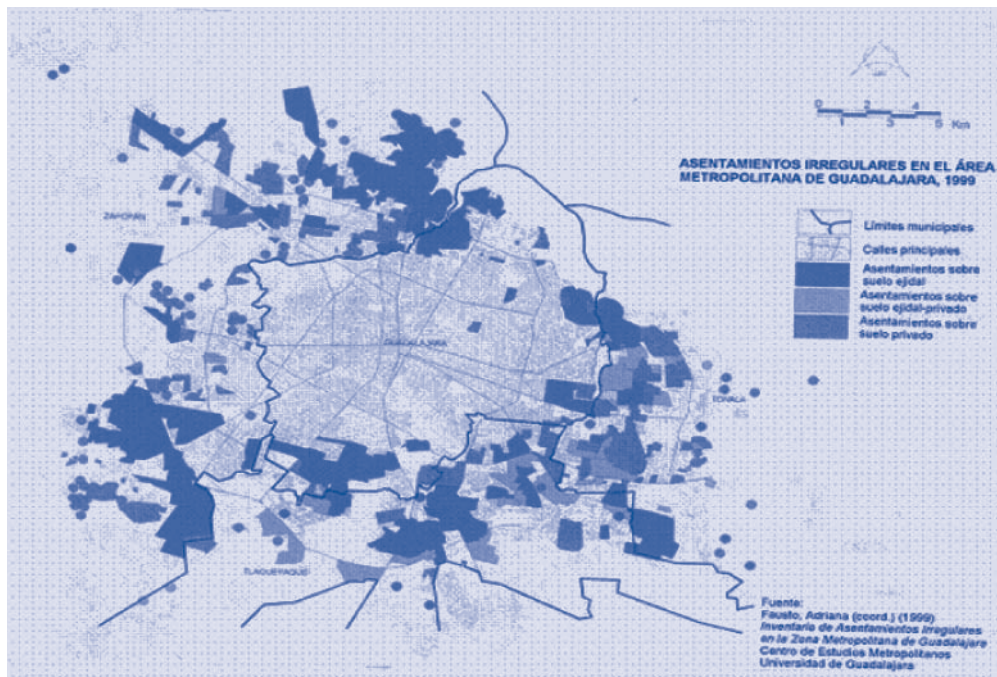 0 2 4
1 3 5 Km
ASENTAMIENTOS IRREGULARES EN EL ÁREA
METROPOLITANA DE GUADALAJARA, 1999
ZAPOPAN
Límites municipales
Calles principales
Asentamientos sobre
suelo ejidal
Asentamientos sobre
suelo ejidal-privado
Asentamientos sobre
suelo privado
GUADALAJARA
TONALA
TLAQUEPAQUE
Fuente:
Fausto, Adriana (coord.) (1999)
Inventario de Asentamientos Irregulares
en la Zona Metropolitana de Guadalajara
Centro de Estudios Metropolitanos
Universidad de Guadalajara